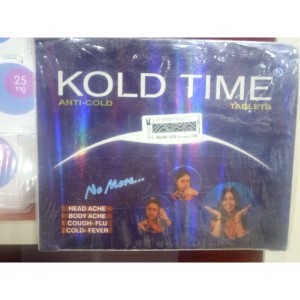 25
mg
KOLD TIME
ANTI-COLD
TABLETS
No More...
HEAD ACHE
BODY ACHE
COUGH- FLU
COLD- FEVER